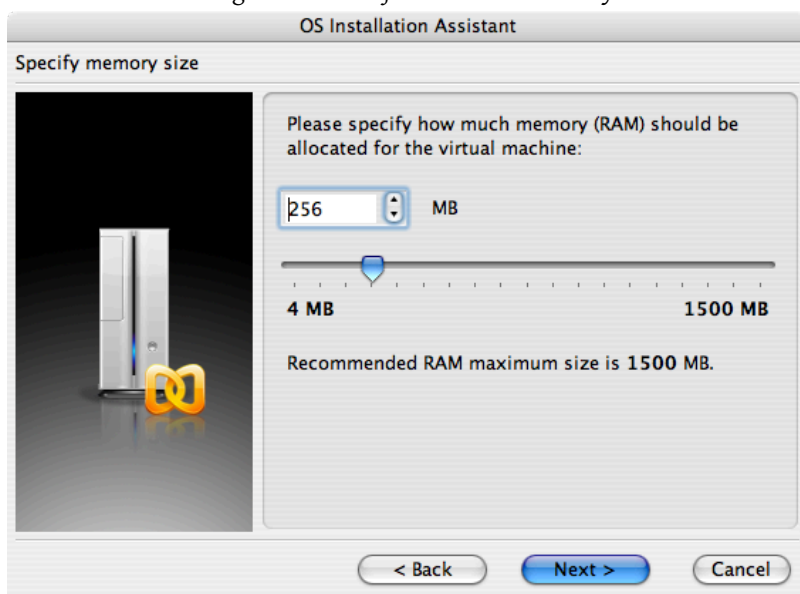 OS Installation Assistant
Specify memory size
Please specify how much memory (RAM) should be
allocated for the virtual machine:
256 MB
4 MB 1500 MB
Recommended RAM maximum size is 1500 MB.
< Back Next > Cancel